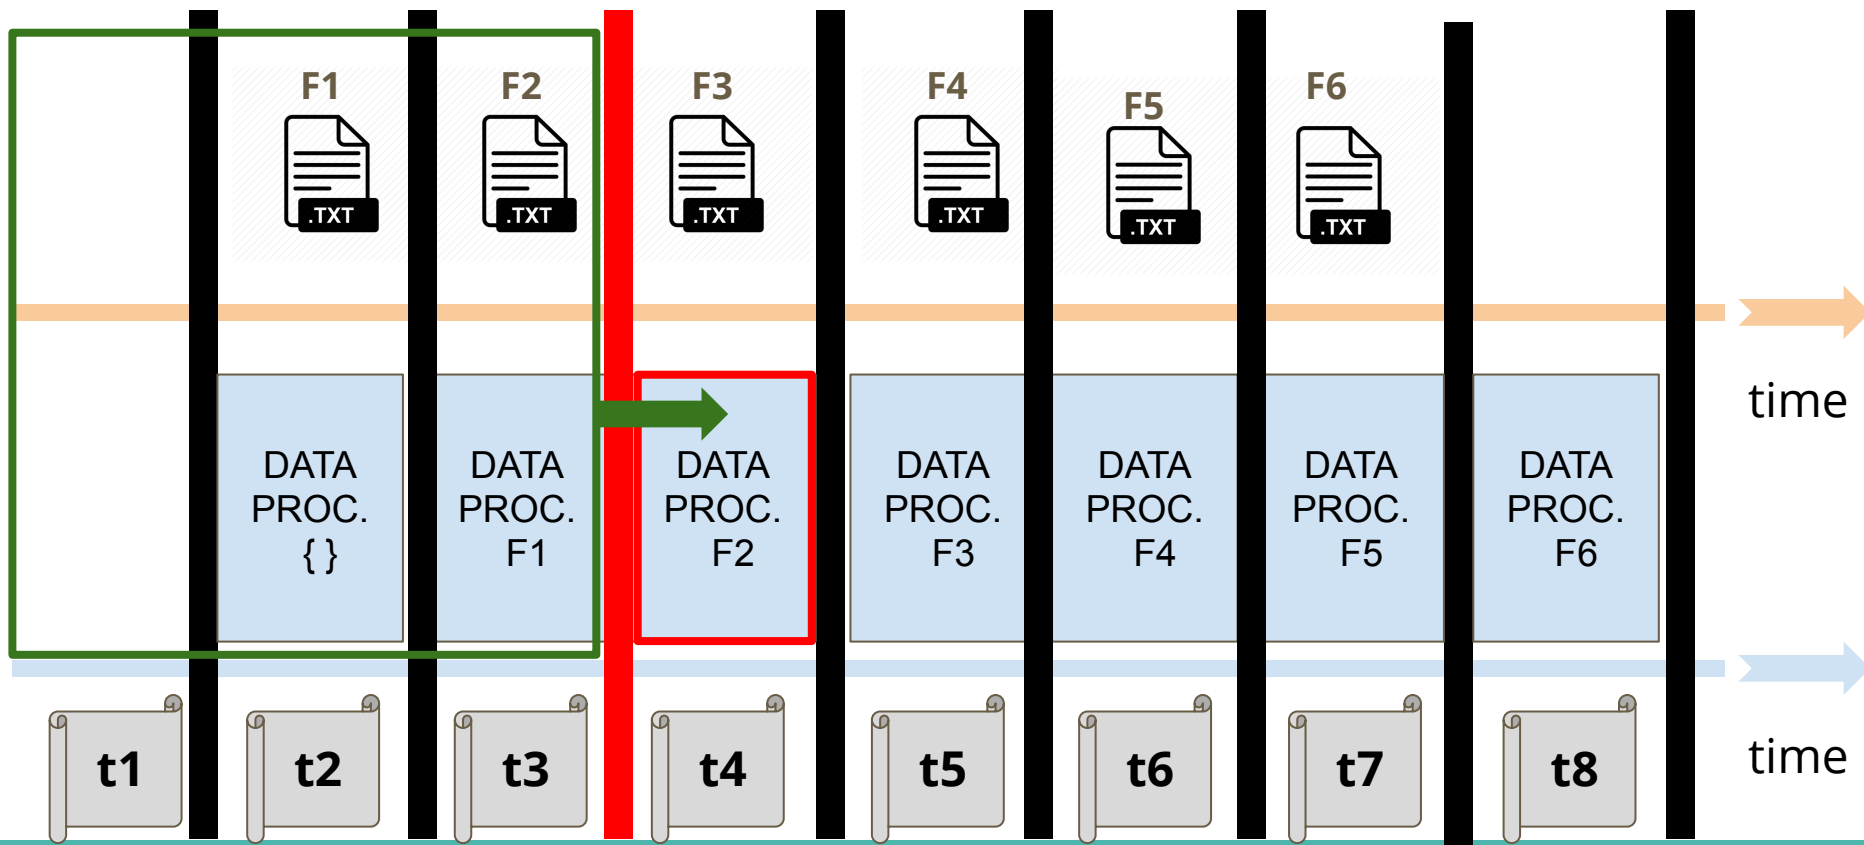 F1
F2
F3
F4
F5
F6
.TXT
.TXT
.TXT
.TXT
.TXT
.TXT
time
DATA
PROC.
{ }
DATA
PROC.
F1
DATA
PROC.
F2
DATA
PROC.
F3
DATA
PROC.
F4
DATA
PROC.
F5
DATA
PROC.
F6
t1
t2
t3
t4
t5
t6
t7
t8
time